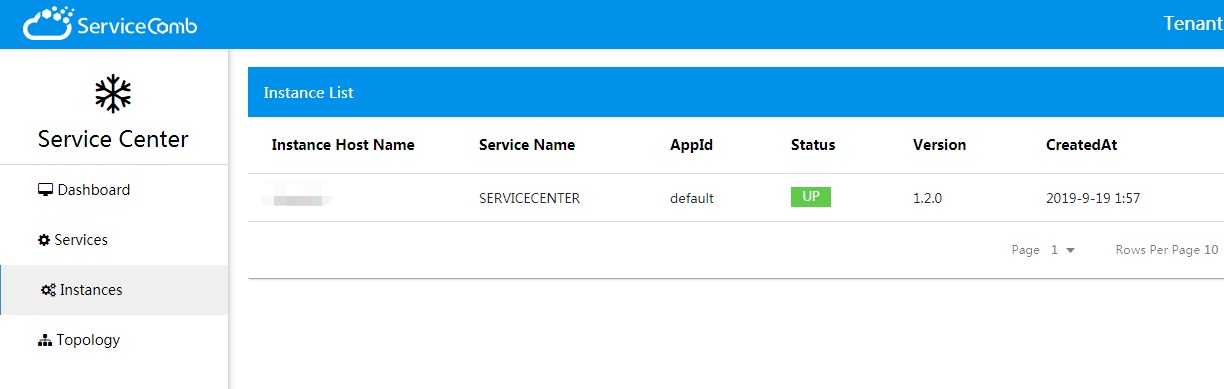 ServiceComb
Tenant
Service Center
Dashboard
Services
Instances
Topology
Instance List
Instance Host Name Service Name AppId Status Version CreatedAt
SERVICECENTER default UP 1.2.0 2019-9-19 1:57
Page 1 Rows Per Page 10